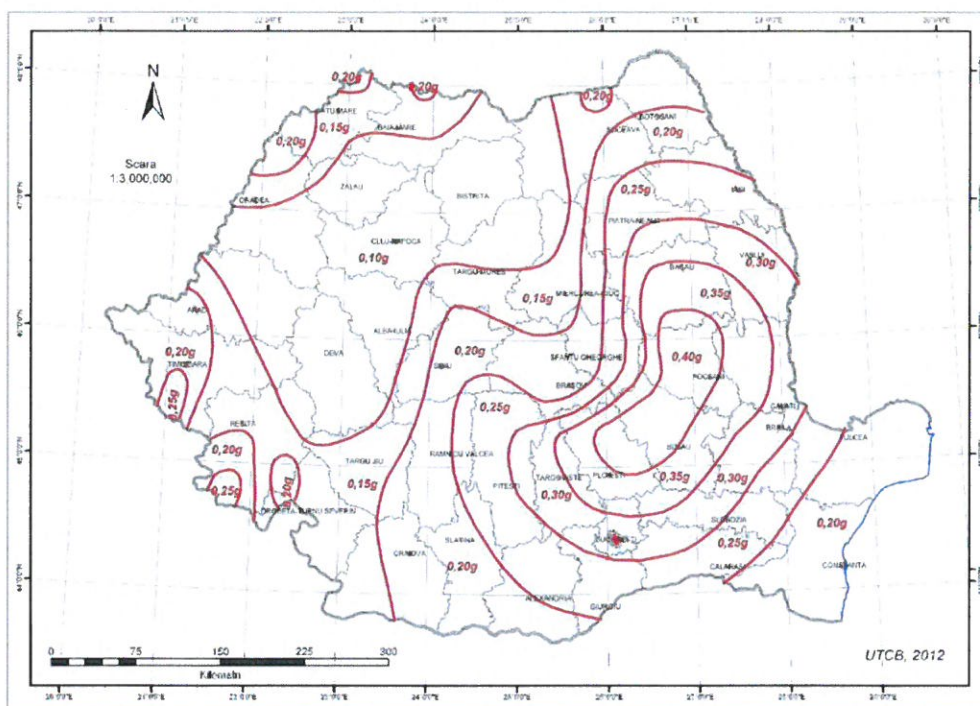 N
Scara
1:3,000,000
0,20g
0,20g
0,20g
SATU MARE
0,15g
BAIA MARE
0,20g
BOTOSANI
SUCEAVA
0,20g
ORADEA
ZALAU
BISTRITA
0,25g
IASI
PIATRA NEAMT
CLUJ-NAPOCA
0,10g
TARGU MURES
BACAU
VASLUI
0,30g
MIERCUREA-CIUC
0,15g
0,35g
ARAD
ALBA IULIA
DEVA
0,20g
TIMISOARA
0,20g
SIBIU
SFANTU GHEORGHE
0,40g
FOCSANI
BRASOV
0,25g
0,25g
GALATI
BRAILA
TULCEA
RESITA
0,20g
TARGU JIU
RAMNICU VALCEA
BUZAU
0,25g
0,20g
0,15g
PITESTI
TARGOVISTE
PLOIESTI
0,35g
0,30g
0,30g
DROBETA-TURNU SEVERIN
SLOBOZIA
0,20g
CRAIOVA
SLATINA
0,25g
0,20g
CALARASI
CONSTANTA
ALEXANDRIA
GIURGIU
0 75 150 225 300
Kilometri
UTCB, 2012